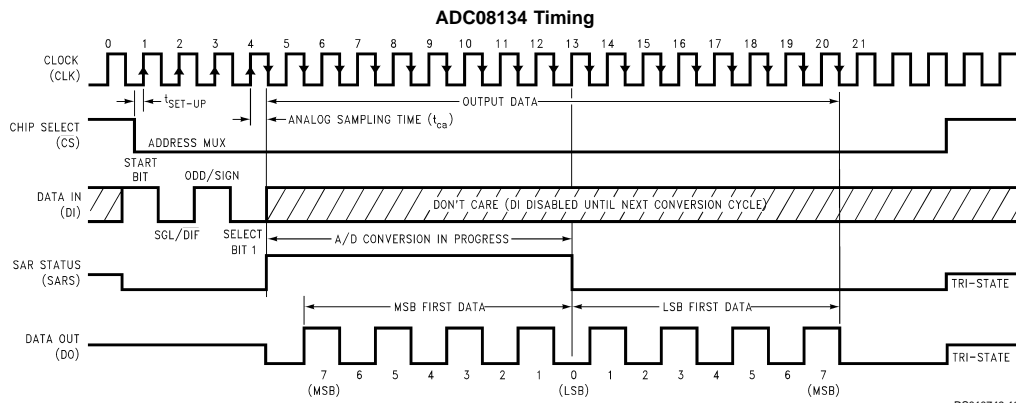 ADC08134 Timing
0 1 2 3 4 5 6 7 8 9 10 11 12 13 14 15 16 17 18 19 20 21
CLOCK
(CLK)
tSET-UP
OUTPUT DATA
ANALOG SAMPLING TIME (tca)
CHIP SELECT
(CS)
ADDRESS MUX
START
BIT
ODD/SIGN
DATA IN
(DI)
DON'T CARE (DI DISABLED UNTIL NEXT CONVERSION CYCLE)
SGL/DIF
SELECT
BIT 1
A/D CONVERSION IN PROGRESS
SAR STATUS
(SARS)
TRI-STATE
MSB FIRST DATA
LSB FIRST DATA
DATA OUT
(DO)
TRI-STATE
7 6 5 4 3 2 1 0 1 2 3 4 5 6 7
(MSB) (LSB) (MSB)